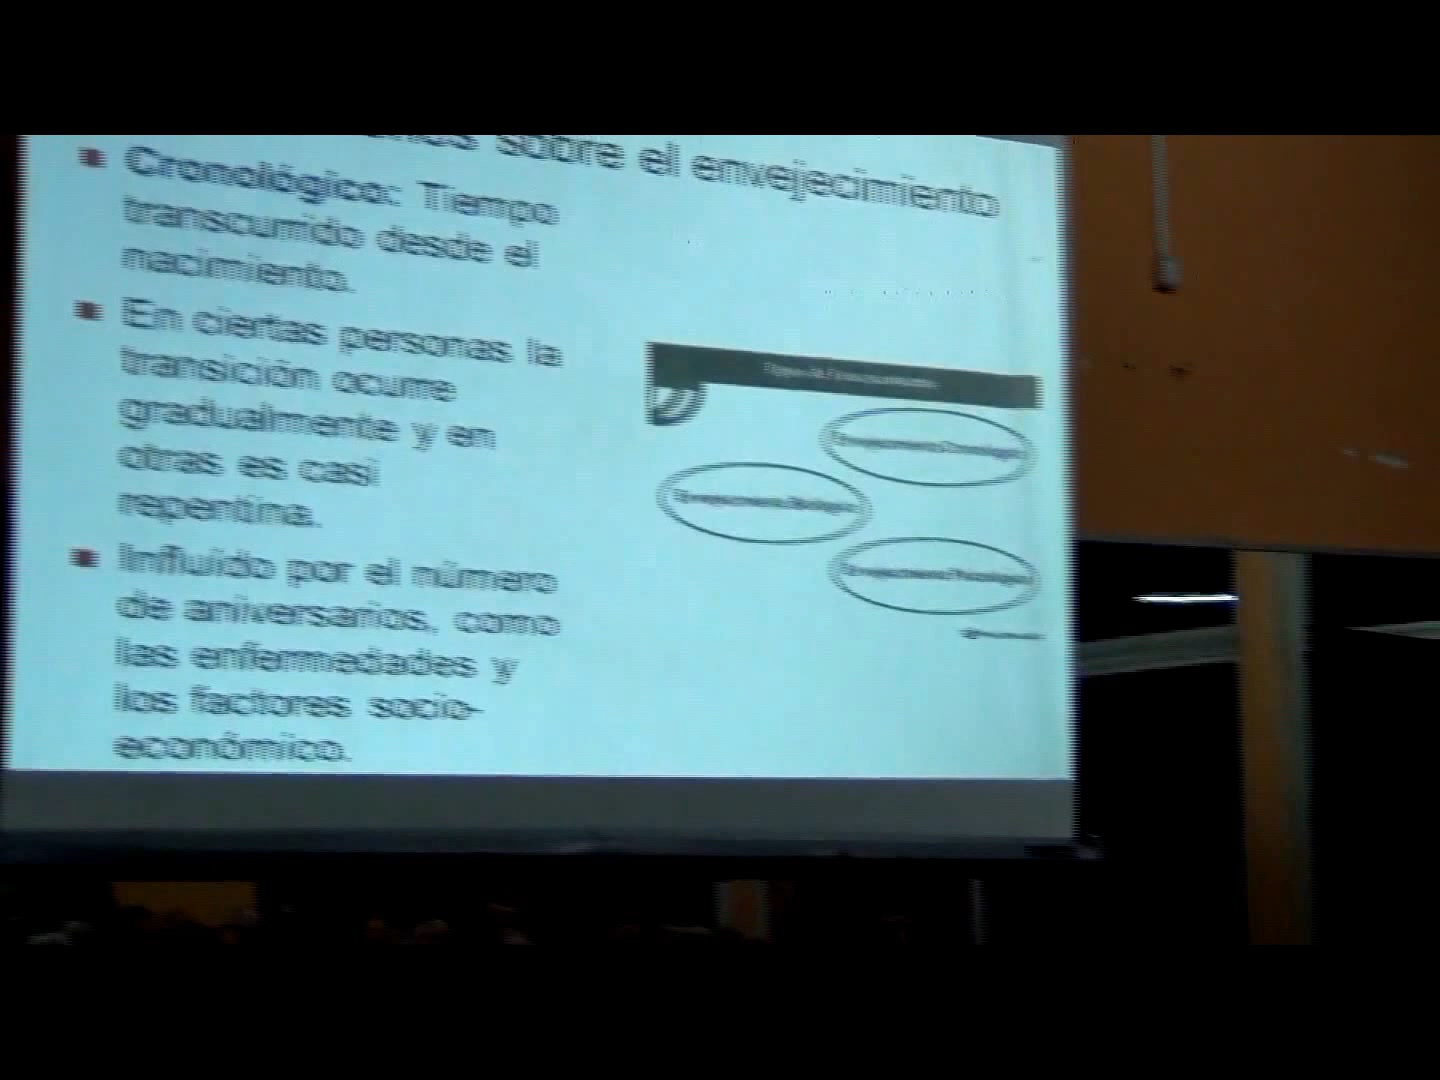 sobre el envejecimiento
Cronológico: Tiempo
transcurrido desde el
nacimiento.
En ciertas personas la
transición ocurre
gradualmente y en
otras es casi
repentina.
Influido por el número
de aniversarios, como
las enfermedades y
los factores socio-
económico.